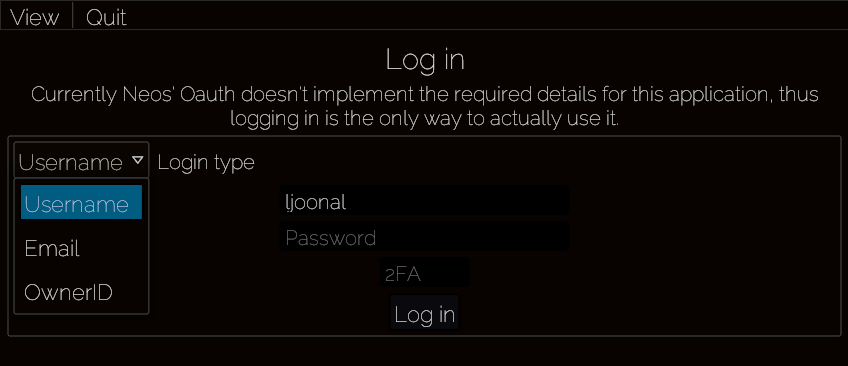 View Quit
Log in
Currently Neos' Oauth doesn't implement the required details for this application, thus
logging in is the only way to actually use it.
Username Login type
Username
ljoonal
Email
Password
2FA
OwnerID
Log in